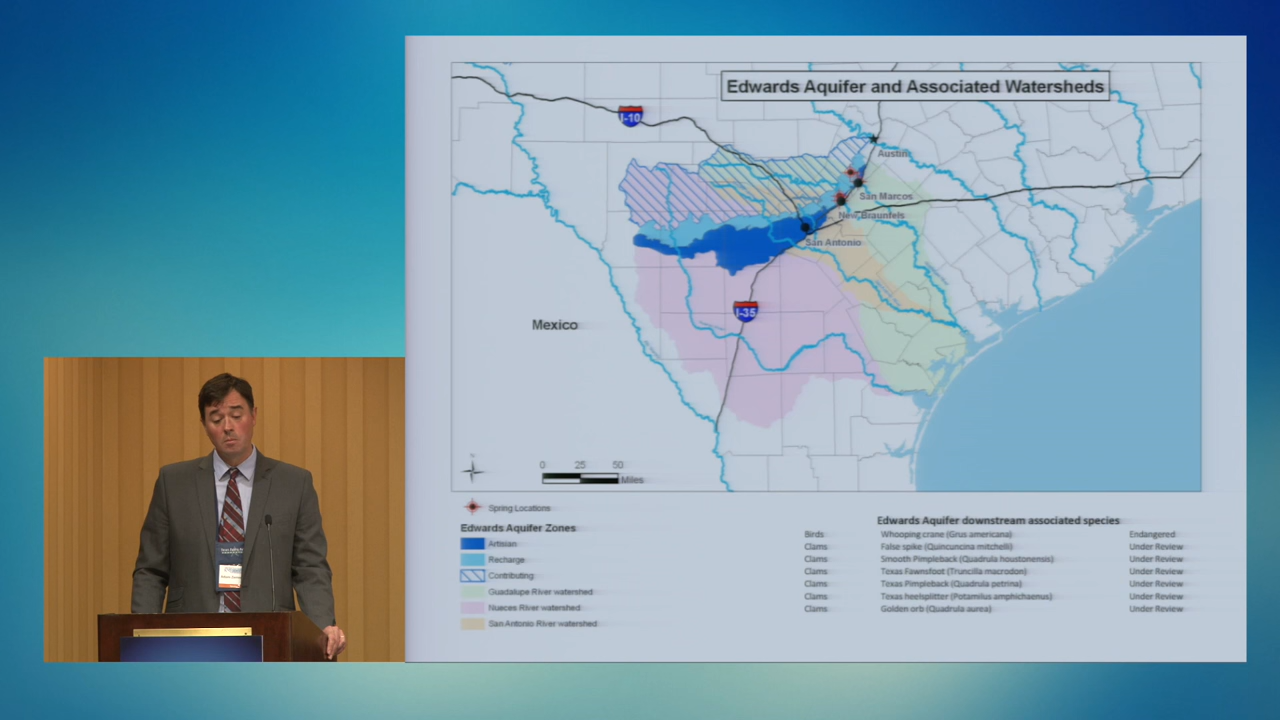 Edwards Aquifer and Associated Watersheds
I-10
Austin
San Marcos
New Braunfels
San Antonio
I-35
Mexico
0 25 50
Miles
Spring Locations
Edwards Aquifer Zones
Artisian
Recharge
Contributing
Guadalupe River watershed
Nueces River watershed
San Antonio River watershed
Edwards Aquifer downstream associated species
Birds Whooping crane (Grus americana) Endangered
Clams False spike (Quincuncina mitchelli) Under Review
Clams Smooth Pimpleback (Quadrula houstonensis) Under Review
Clams Texas Fawnsfoot (Truncilla macrodon) Under Review
Clams Texas Pimpleback (Quadrula petrina) Under Review
Clams Texas heelsplitter (Potamilus amphichaenus) Under Review
Clams Golden orb (Quadrula aurea) Under Review